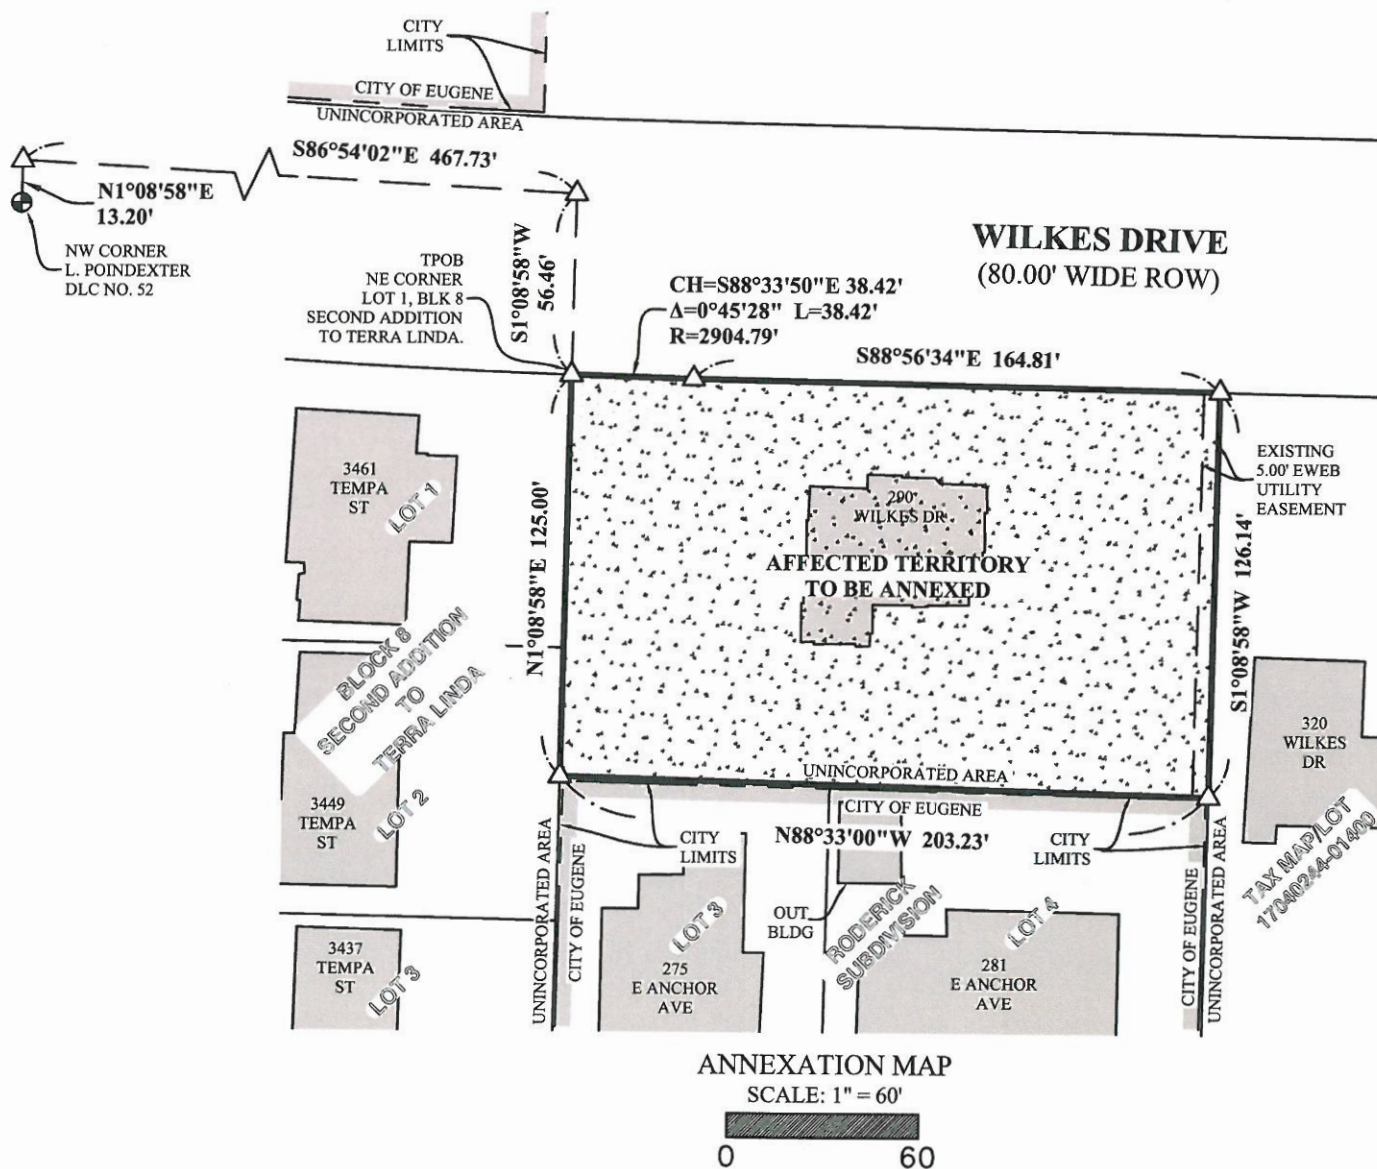 CITY
LIMITS
CITY OF EUGENE
UNINCORPORATED AREA
S86°54'02"E 467.73'
N1°08'58"E
13.20'
NW CORNER
L. POINDEXTER
DLC NO. 52
S1°08'58"W
56.46'
WILKES DRIVE
(80.00' WIDE ROW)
TPOB
NE CORNER
LOT 1, BLK 8
SECOND ADDITION
TO TERRA LINDA.
CH=S88°33'50"E 38.42'
Δ=0°45'28" L=38.42'
R=2904.79'
S88°56'34"E 164.81'
3461
TEMPA
ST
LOT 1
N1°08'58"E 125.00'
290
WILKES DR
AFFECTED TERRITORY
TO BE ANNEXED
EXISTING
5.00' EWEB
UTILITY
EASEMENT
S1°08'58"W 126.14'
BLOCK 8
SECOND ADDITION
TO
TERRA LINDA
320
WILKES
DR
TAX MAP/LOT
17040244-01400
3449
TEMPA
ST
LOT 2
UNINCORPORATED AREA
CITY OF EUGENE
N88°33'00"W 203.23'
CITY
LIMITS
CITY
LIMITS
UNINCORPORATED AREA
CITY OF EUGENE
OUT
BLDG
RODERICK
SUBDIVISION
LOT 3
275
E ANCHOR
AVE
LOT 4
281
E ANCHOR
AVE
CITY OF EUGENE
UNINCORPORATED AREA
3437
TEMPA
ST
LOT 3
ANNEXATION MAP
SCALE: 1" = 60'
0 60